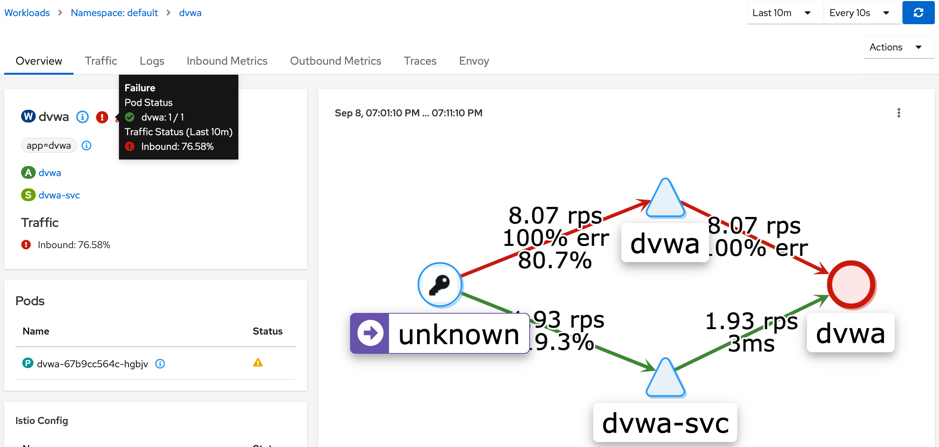 Workloads > Namespace: default > dvwa
Last 10m
Every 10s
Actions
Overview
Traffic
Logs
Inbound Metrics
Outbound Metrics
Traces
Envoy
Failure
Pod Status
dvwa: 1 / 1
Traffic Status (Last 10m)
Inbound: 76.58%
W dvwa
app=dvwa
A dvwa
S dvwa-svc
Traffic
Inbound: 76.58%
Pods
Name Status
P dvwa-67b9cc564c-hgbjv
Istio Config
Sep 8, 07:01:10 PM ... 07:11:10 PM
8.07 rps
100% err
80.7%
dvwa
8.07 rps
100% err
unknown
1.93 rps
19.3%
1.93 rps
3ms
dvwa
dvwa-svc